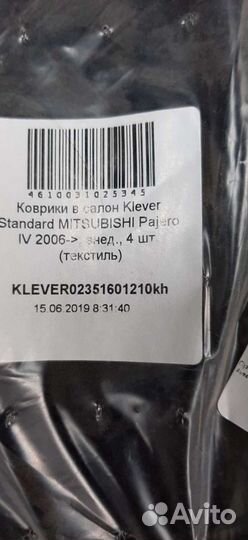 4610031025345
Коврики в салон Klever
Standard MITSUBISHI Pajero
IV 2006->, внед., 4 шт.
(текстиль)
KLEVER02351601210kh
15.06.2019 8:31:40
Avito